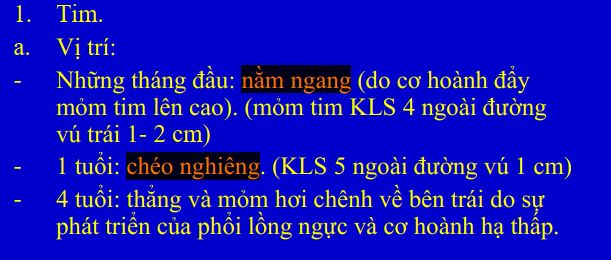 1. Tim.
a. Vị trí:
- Những tháng đầu: nằm ngang (do cơ hoành đẩy
mỏm tim lên cao). (mỏm tim KLS 4 ngoài đường
vú trái 1- 2 cm)
- 1 tuổi: chéo nghiêng. (KLS 5 ngoài đường vú 1 cm)
- 4 tuổi: thẳng và mỏm hơi chênh về bên trái do sự
phát triển của phổi lồng ngực và cơ hoành hạ thấp.